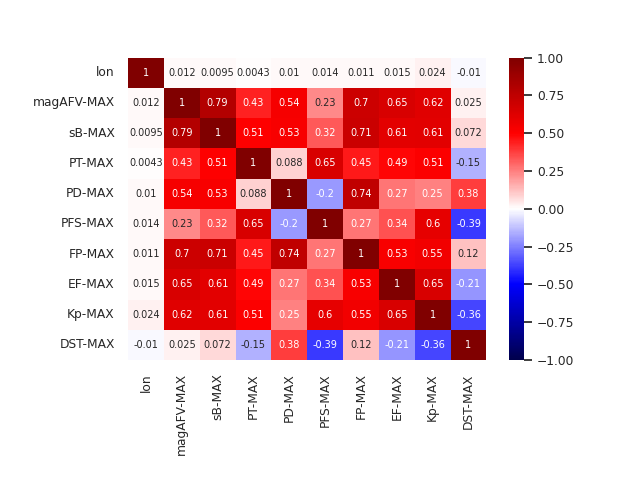 lon 1 0.012 0.0095 0.0043 0.01 0.014 0.011 0.015 0.024 -0.01
magAFV-MAX 0.012 1 0.79 0.43 0.54 0.23 0.7 0.65 0.62 0.025
sB-MAX 0.0095 0.79 1 0.51 0.53 0.32 0.71 0.61 0.61 0.072
PT-MAX 0.0043 0.43 0.51 1 0.088 0.65 0.45 0.49 0.51 -0.15
PD-MAX 0.01 0.54 0.53 0.088 1 -0.2 0.74 0.27 0.25 0.38
PFS-MAX 0.014 0.23 0.32 0.65 -0.2 1 0.27 0.34 0.6 -0.39
FP-MAX 0.011 0.7 0.71 0.45 0.74 0.27 1 0.53 0.55 0.12
EF-MAX 0.015 0.65 0.61 0.49 0.27 0.34 0.53 1 0.65 -0.21
Kp-MAX 0.024 0.62 0.61 0.51 0.25 0.6 0.55 0.65 1 -0.36
DST-MAX -0.01 0.025 0.072 -0.15 0.38 -0.39 0.12 -0.21 -0.36 1
lon magAFV-MAX sB-MAX PT-MAX PD-MAX PFS-MAX FP-MAX EF-MAX Kp-MAX DST-MAX
1.00
0.75
0.50
0.25
0.00
−0.25
−0.50
−0.75
−1.00